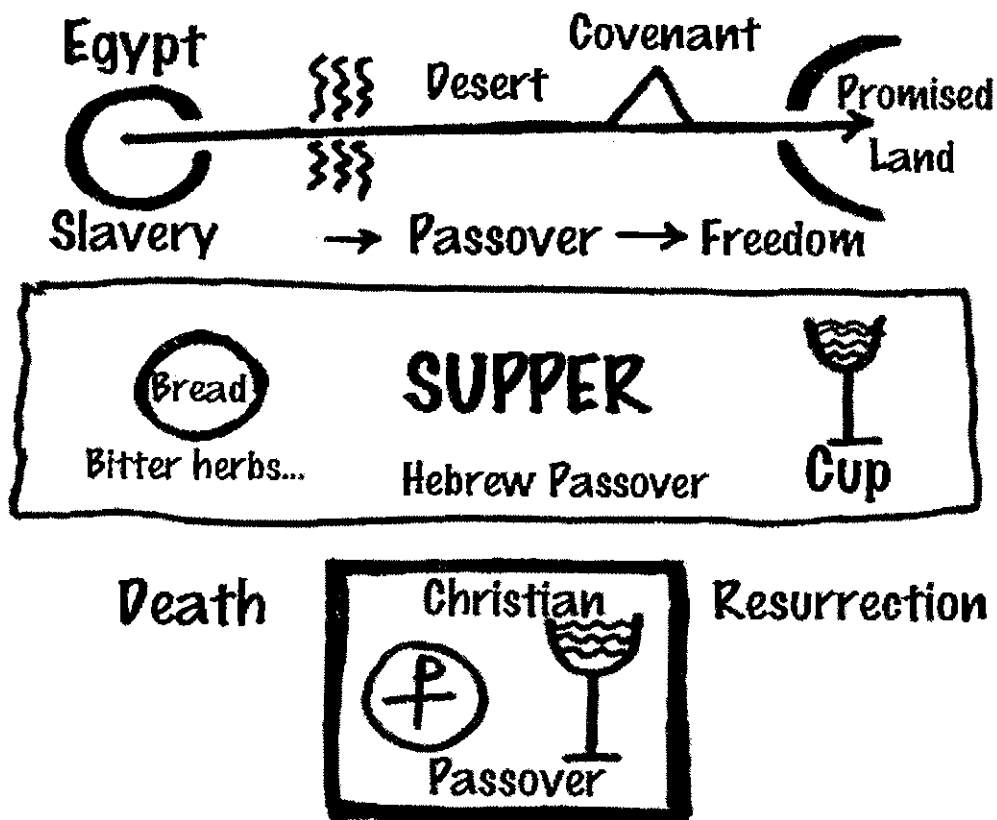 Egypt
Covenant
Desert
Promised
Land
Slavery
→ Passover → Freedom
Bread
SUPPER
Bitter herbs...
Hebrew Passover
Cup
Death
Christian
Resurrection
Passover